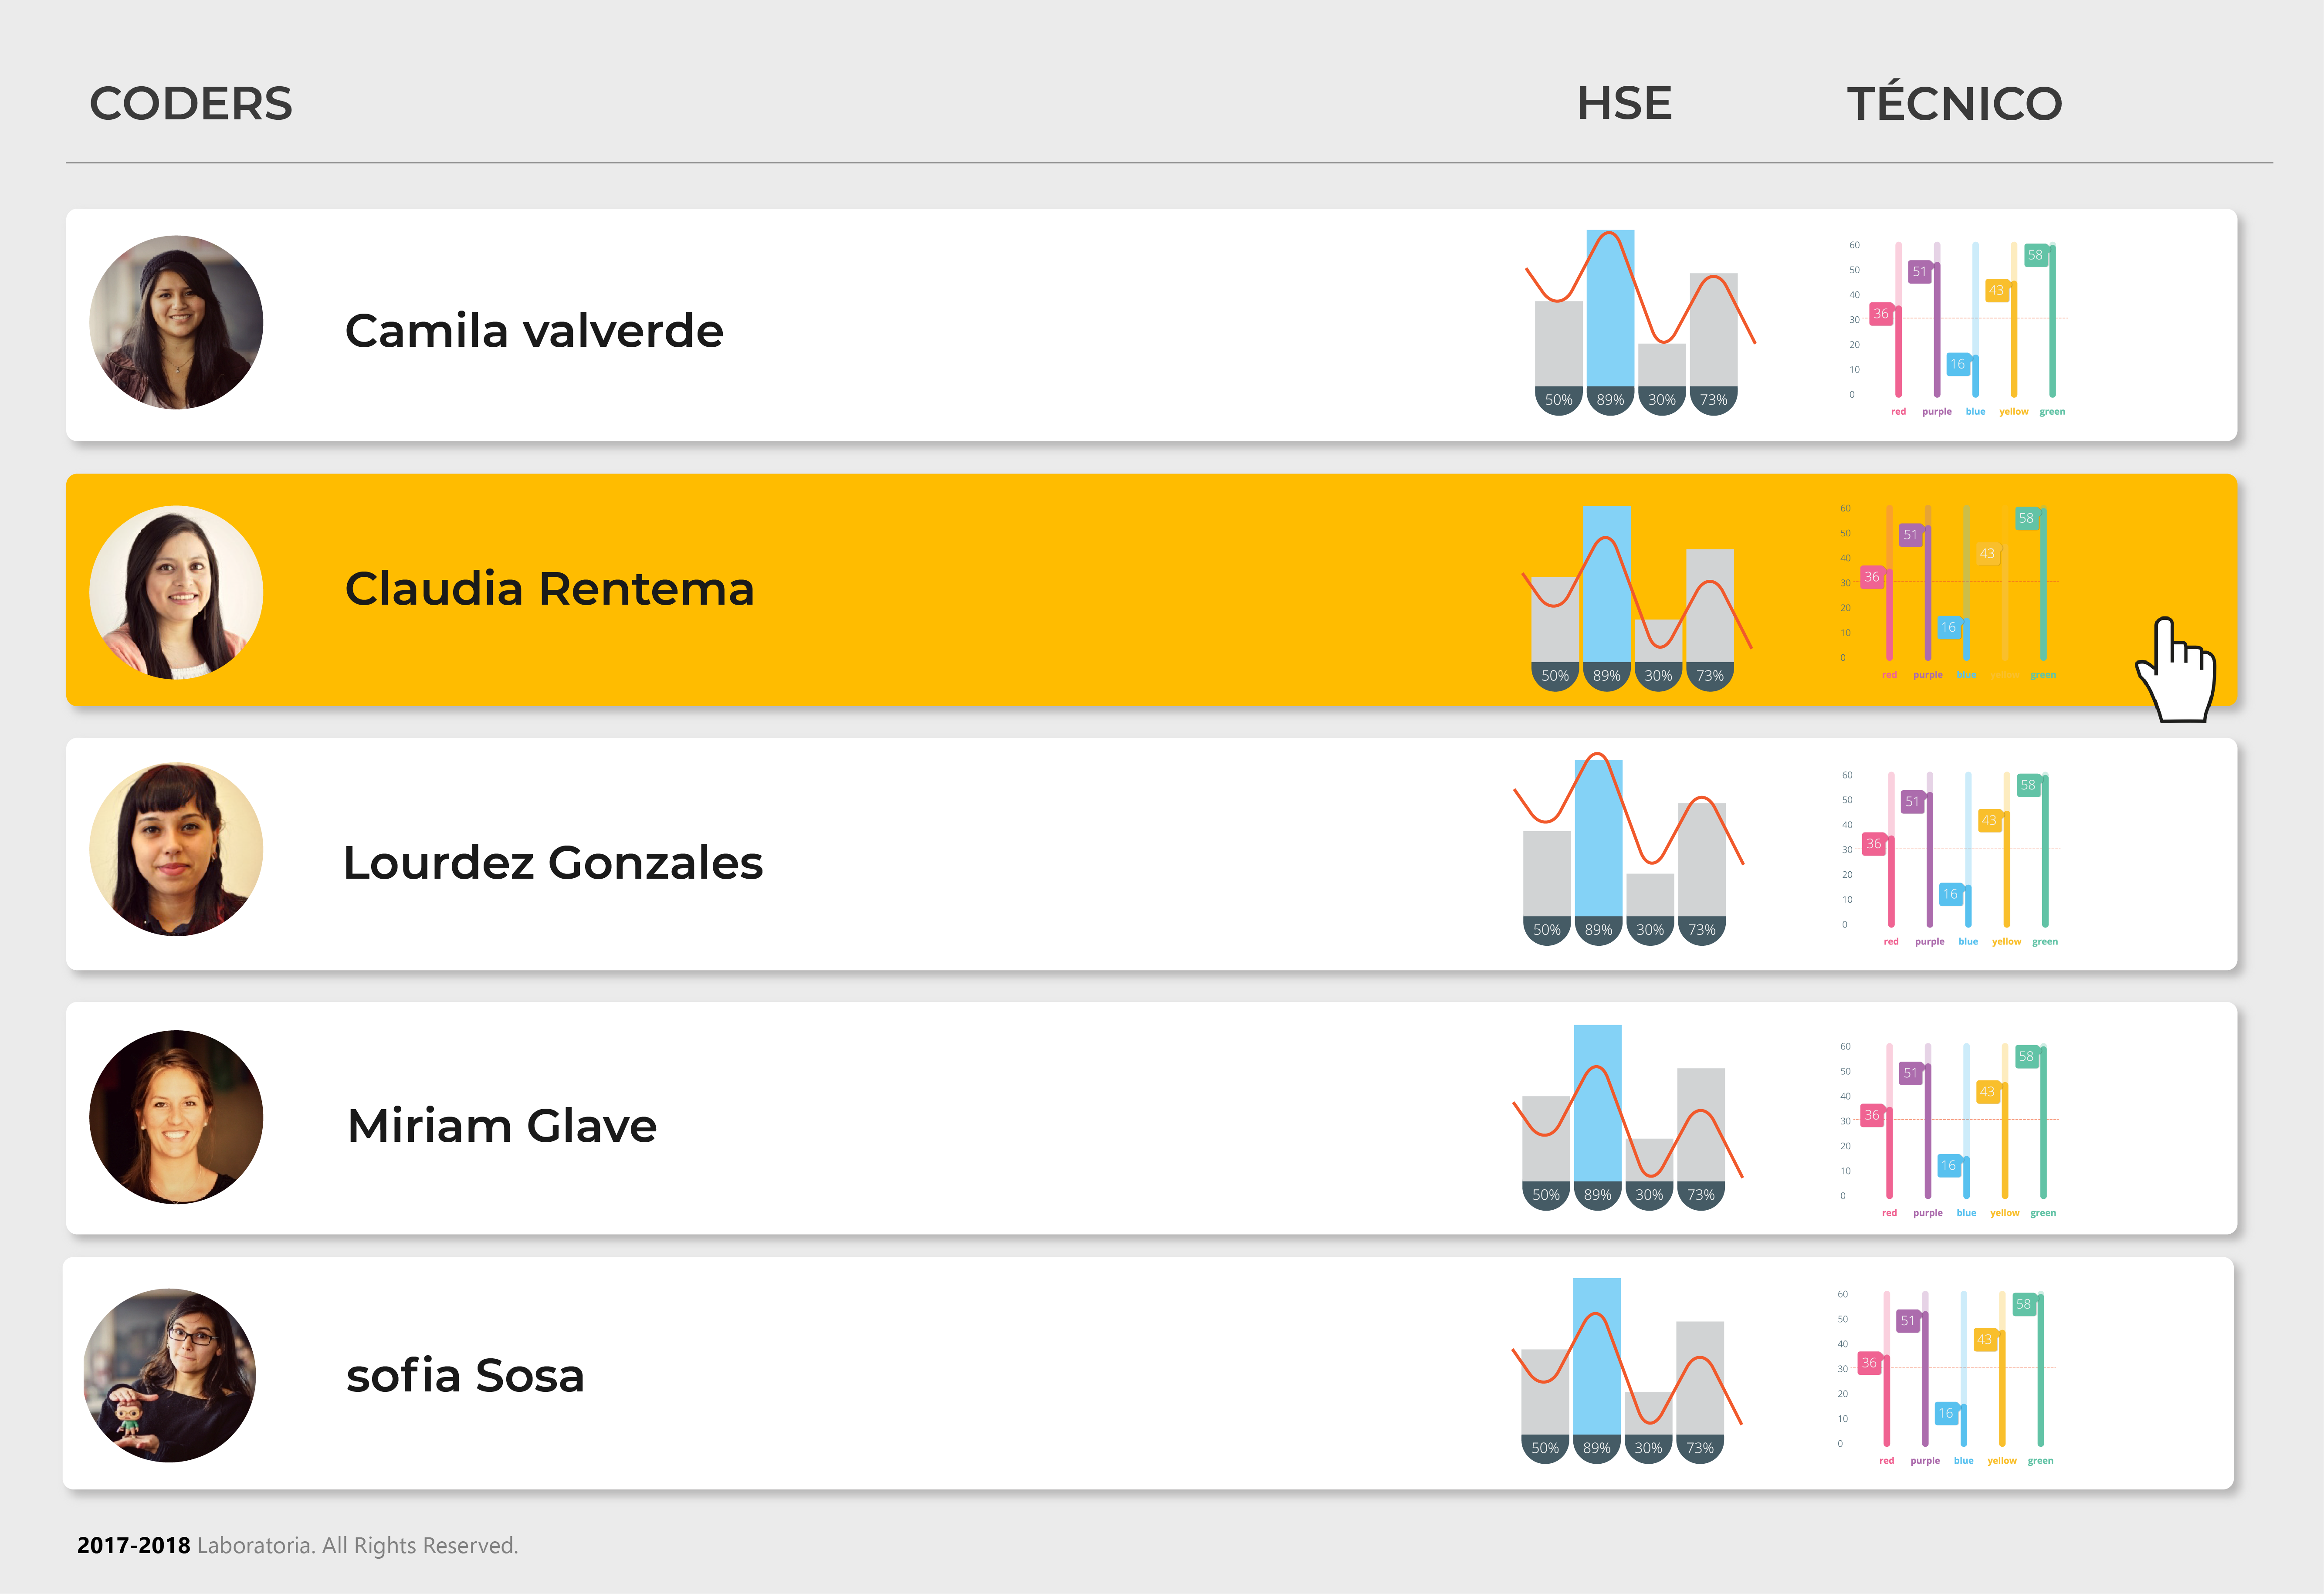 CODERS HSE TÉCNICO
Camila valverde
50% 89% 30% 73%
60
50
40
30
20
10
0
36 51 16 43 58
red purple blue yellow green
Claudia Rentema
50% 89% 30% 73%
60
50
40
30
20
10
0
36 51 16 43 58
red purple blue yellow green
Lourdez Gonzales
50% 89% 30% 73%
60
50
40
30
20
10
0
36 51 16 43 58
red purple blue yellow green
Miriam Glave
50% 89% 30% 73%
60
50
40
30
20
10
0
36 51 16 43 58
red purple blue yellow green
sofia Sosa
50% 89% 30% 73%
60
50
40
30
20
10
0
36 51 16 43 58
red purple blue yellow green
2017-2018 Laboratoria. All Rights Reserved.